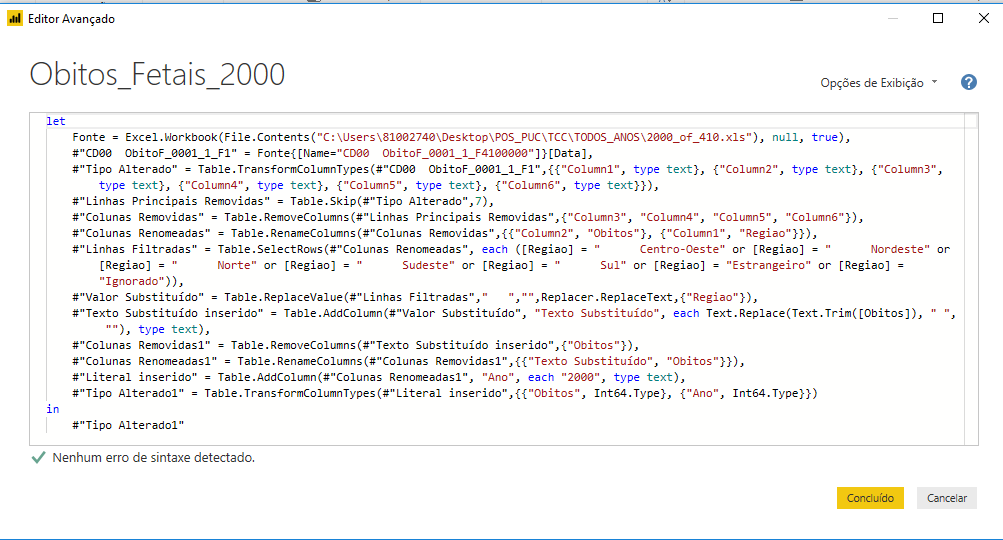 Editor Avançado
Obitos_Fetais_2000
Opções de Exibição
let
Fonte = Excel.Workbook(File.Contents("C:\Users\81002740\Desktop\POS_PUC\TCC\TODOS_ANOS\2000_of_410.xls"), null, true),
#"CD00  ObitoF_0001_1_F1" = Fonte{[Name="CD00  ObitoF_0001_1_F4100000"]}[Data],
#"Tipo Alterado" = Table.TransformColumnTypes(#"CD00  ObitoF_0001_1_F1",{{"Column1", type text}, {"Column2", type text}, {"Column3",
type text}, {"Column4", type text}, {"Column5", type text}, {"Column6", type text}}),
#"Linhas Principais Removidas" = Table.Skip(#"Tipo Alterado",7),
#"Colunas Removidas" = Table.RemoveColumns(#"Linhas Principais Removidas",{"Column3", "Column4", "Column5", "Column6"}),
#"Colunas Renomeadas" = Table.RenameColumns(#"Colunas Removidas",{{"Column2", "Obitos"}, {"Column1", "Regiao"}}),
#"Linhas Filtradas" = Table.SelectRows(#"Colunas Renomeadas", each ([Regiao] = "      Centro-Oeste" or [Regiao] = "      Nordeste" or
[Regiao] = "      Norte" or [Regiao] = "      Sudeste" or [Regiao] = "      Sul" or [Regiao] = "Estrangeiro" or [Regiao] =
"Ignorado")),
#"Valor Substituído" = Table.ReplaceValue(#"Linhas Filtradas","   ","",Replacer.ReplaceText,{"Regiao"}),
#"Texto Substituído inserido" = Table.AddColumn(#"Valor Substituído", "Texto Substituído", each Text.Replace(Text.Trim([Obitos]), " ",
""), type text),
#"Colunas Removidas1" = Table.RemoveColumns(#"Texto Substituído inserido",{"Obitos"}),
#"Colunas Renomeadas1" = Table.RenameColumns(#"Colunas Removidas1",{{"Texto Substituído", "Obitos"}}),
#"Literal inserido" = Table.AddColumn(#"Colunas Renomeadas1", "Ano", each "2000", type text),
#"Tipo Alterado1" = Table.TransformColumnTypes(#"Literal inserido",{{"Obitos", Int64.Type}, {"Ano", Int64.Type}})
in
#"Tipo Alterado1"
Nenhum erro de sintaxe detectado.
Concluído
Cancelar